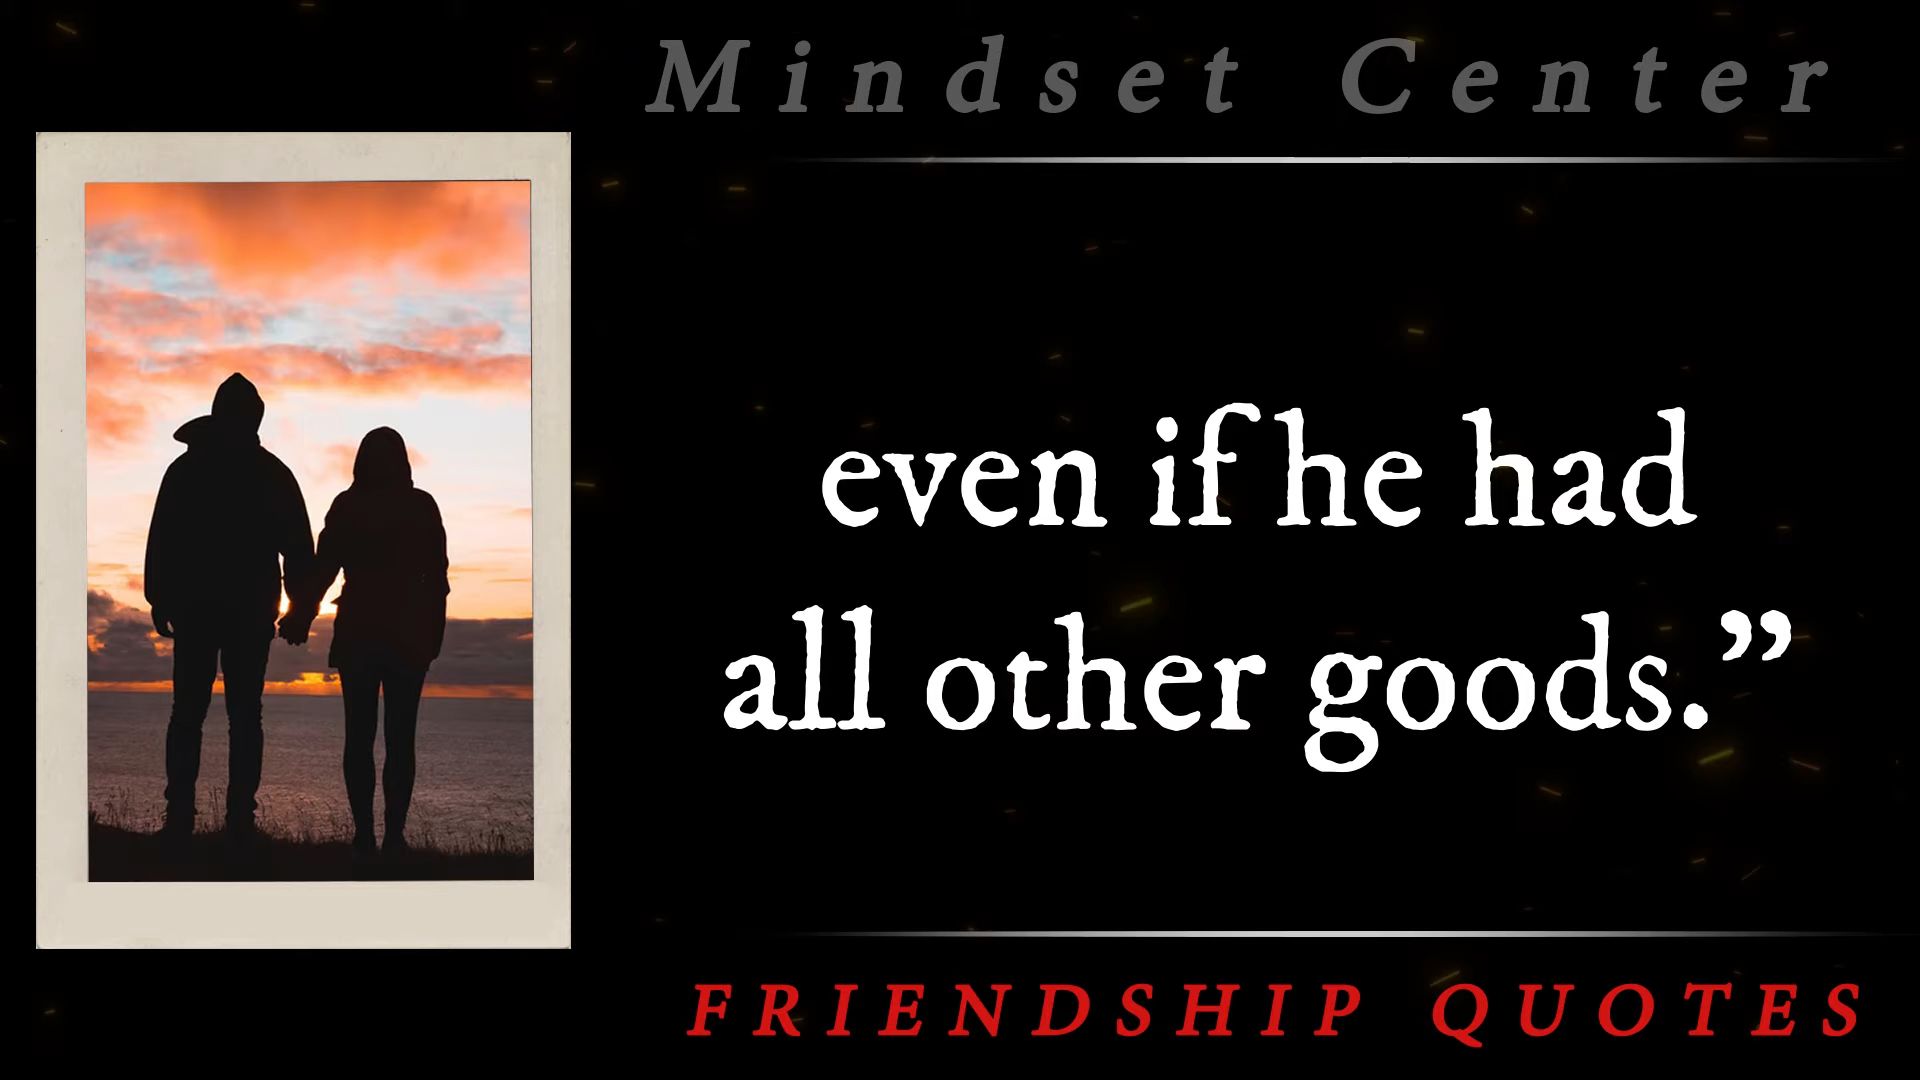 Mindset Center
even if he had
all other goods.”
FRIENDSHIP QUOTES